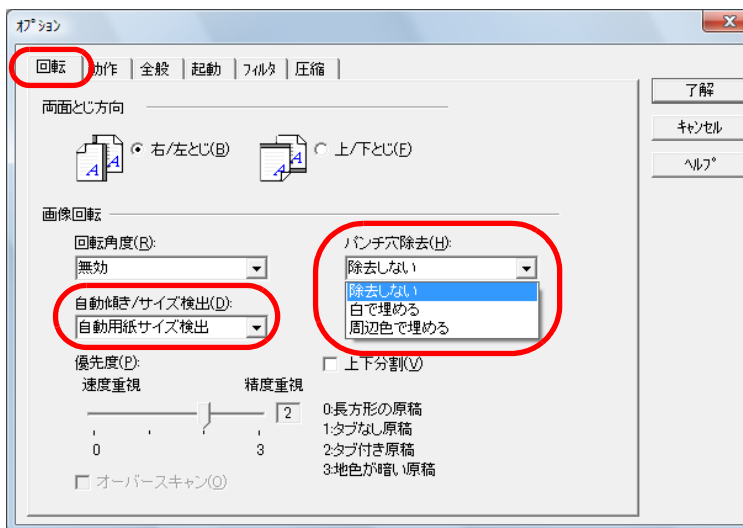 ｵﾌﾟｼｮﾝ
回転 動作 全般 起動 ﾌｨﾙﾀ 圧縮
両面とじ方向
右/左とじ(B)
上/下とじ(F)
了解
ｷｬﾝｾﾙ
ﾍﾙﾌﾟ
画像回転
回転角度(R):
無効
自動傾き/サイズ検出(D):
自動用紙サイズ検出
パンチ穴除去(H):
除去しない
除去しない
白で埋める
周辺色で埋める
上下分割(V)
優先度(P):
速度重視 精度重視
2
0 3
0:長方形の原稿
1:タブなし原稿
2:タブ付き原稿
3:地色が暗い原稿
オーバースキャン(O)